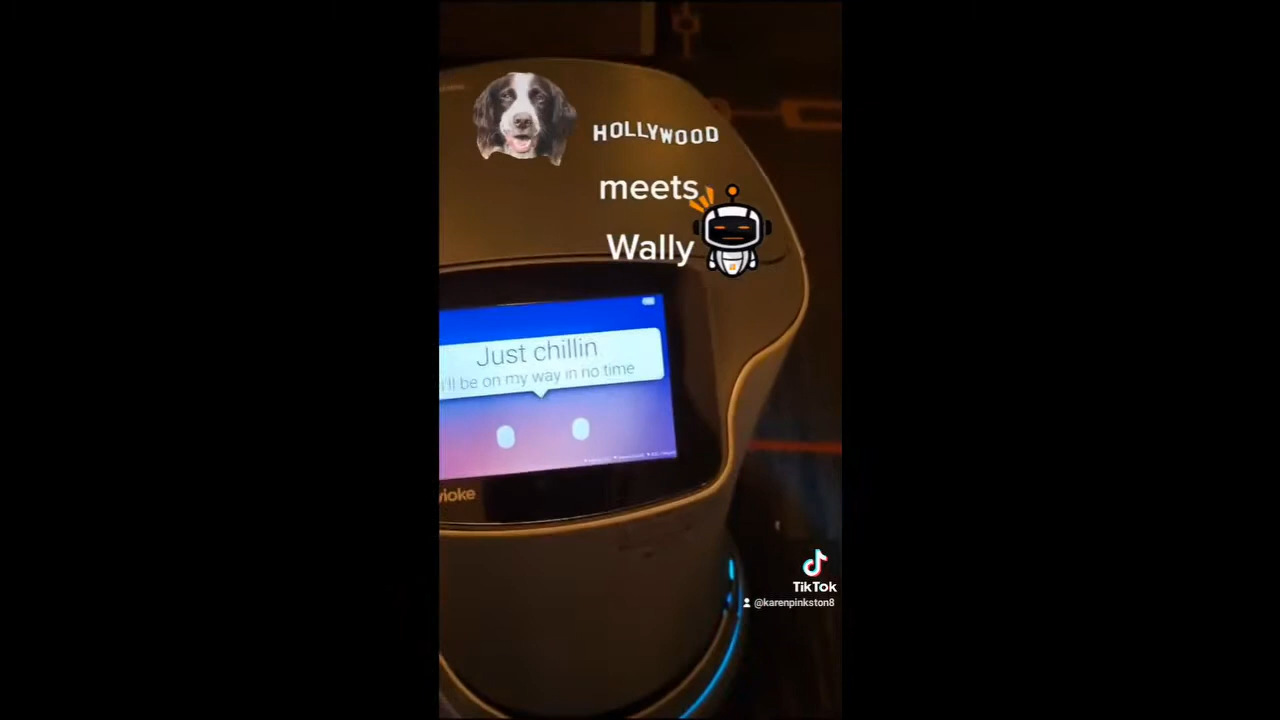 HOLLYWOOD
meets
Wally
Just chillin
I'll be on my way in no time
vioke
TikTok
@karenpinkston8